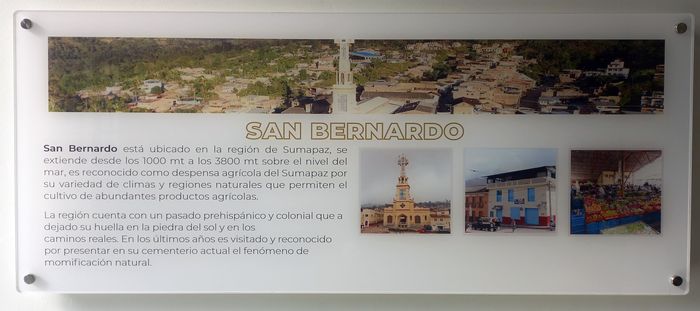 SAN BERNARDO
San Bernardo está ubicado en la región de Sumapaz, se
extiende desde los 1000 mt a los 3800 mt sobre el nivel del
mar, es reconocido como despensa agrícola del Sumapaz por
su variedad de climas y regiones naturales que permiten el
cultivo de abundantes productos agrícolas.
La región cuenta con un pasado prehispánico y colonial que a
dejado su huella en la piedra del sol y en los
caminos reales. En los últimos años es visitado y reconocido
por presentar en su cementerio actual el fenómeno de
momificación natural.